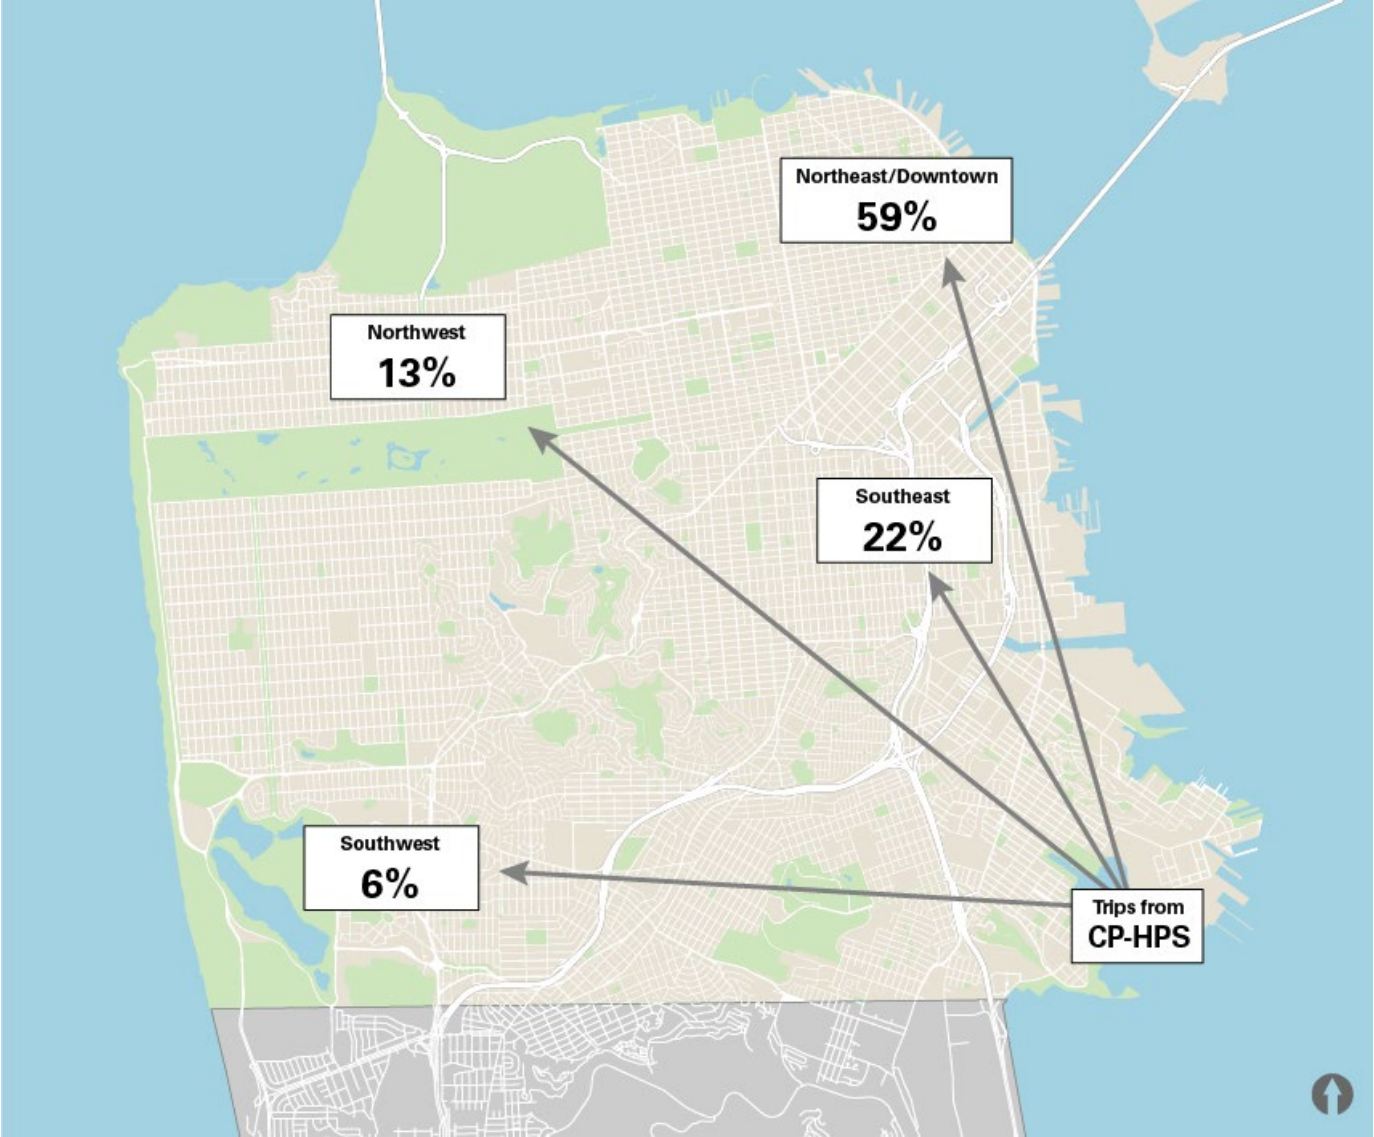 Northeast/Downtown
59%
Northwest
13%
Southeast
22%
Southwest
6%
Trips from
CP-HPS